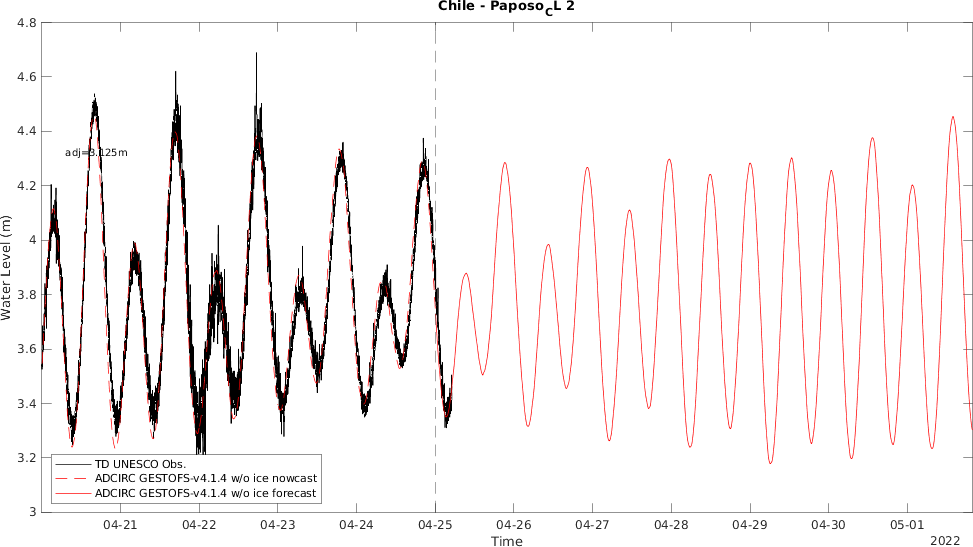 Chile - PaposoCL 2
4.8
4.6
4.4
4.2
4
3.8
3.6
3.4
3.2
3
Water Level (m)
adj=3.125m
TD UNESCO Obs.
ADCIRC GESTOFS-v4.1.4 w/o ice nowcast
ADCIRC GESTOFS-v4.1.4 w/o ice forecast
04-21 04-22 04-23 04-24 04-25 04-26 04-27 04-28 04-29 04-30 05-01
Time
2022